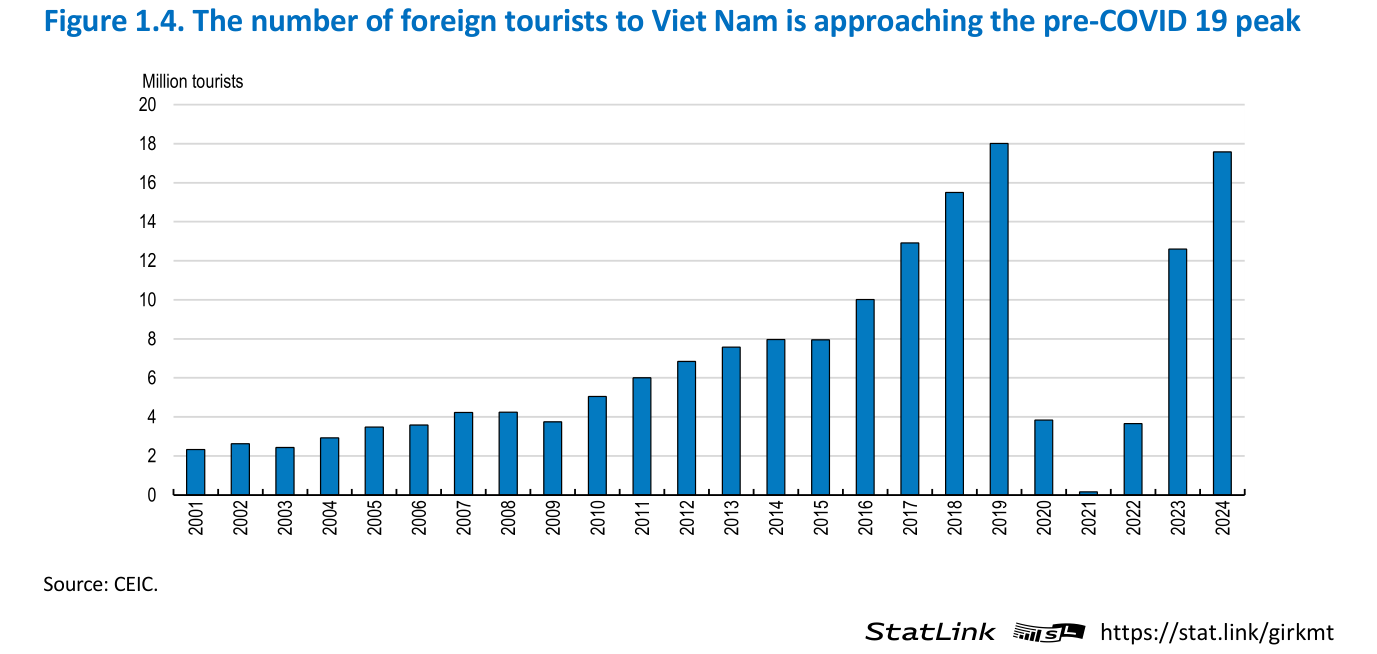 Figure 1.4. The number of foreign tourists to Viet Nam is approaching the pre-COVID 19 peak
Million tourists
20
18
16
14
12
10
8
6
4
2
0
2001 2002 2003 2004 2005 2006 2007 2008 2009 2010 2011 2012 2013 2014 2015 2016 2017 2018 2019 2020 2021 2022 2023 2024
Source: CEIC.
StatLink SL https://stat.link/girkmt